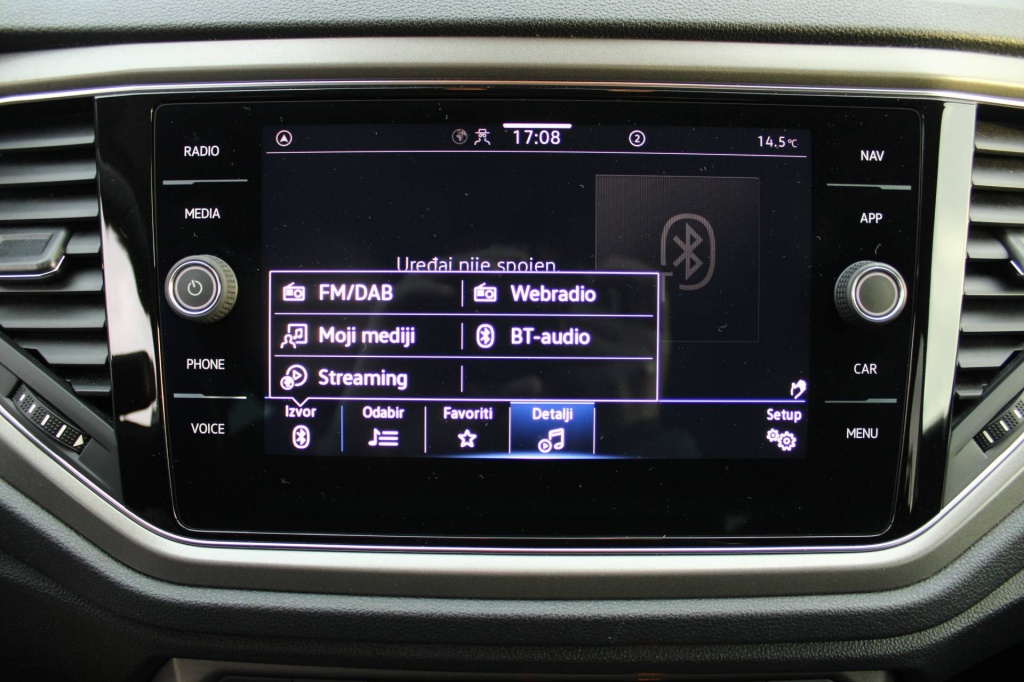 RADIO
MEDIA
PHONE
VOICE
17:08
2
14.5°C
Uređaj nije spojen.
FM/DAB
Webradio
Moji mediji
BT-audio
Streaming
Izvor
Odabir
Favoriti
Detalji
Setup
NAV
APP
CAR
MENU